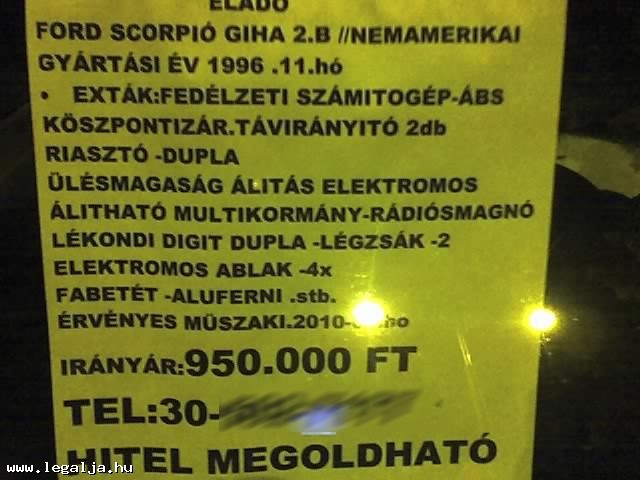 ELADÓ
FORD SCORPIÓ GIHA 2.B //NEMAMERIKAI
GYÁRTÁSI ÉV 1996 .11.hó
• EXTÁK:FEDÉLZETI SZÁMITOGÉP-ÁBS
KÖSZPONTIZÁR.TÁVIRÁNYITÓ 2db
RIASZTÓ -DUPLA
ÜLÉSMAGASÁG ÁLITÁS ELEKTROMOS
ÁLITHATÓ MULTIKORMÁNY-RÁDIÓSMAGNÓ
LÉKONDI DIGIT DUPLA -LÉGZSÁK -2
ELEKTROMOS ABLAK -4x
FABETÉT -ALUFERNI .stb.
ÉRVÉNYES MÜSZAKI.2010-
IRÁNYÁR:950.000 FT
TEL:30-
HITEL MEGOLDHATÓ
www.legalja.hu